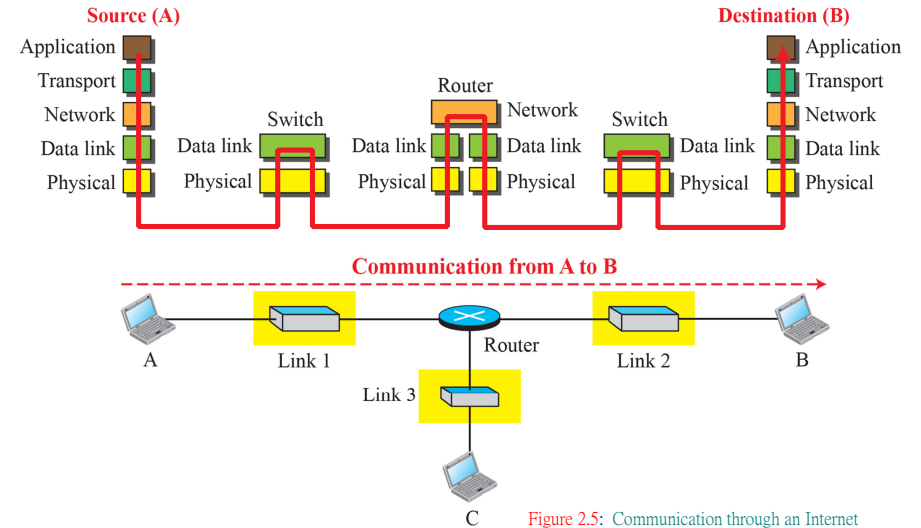 Source (A)
Destination (B)
Application
Transport
Network
Data link
Physical
Switch
Data link
Physical
Router
Network
Data link
Data link
Physical
Physical
Switch
Data link
Physical
Application
Transport
Network
Data link
Physical
Communication from A to B
A
Link 1
Router
Link 2
B
Link 3
C
Figure 2.5: Communication through an Internet